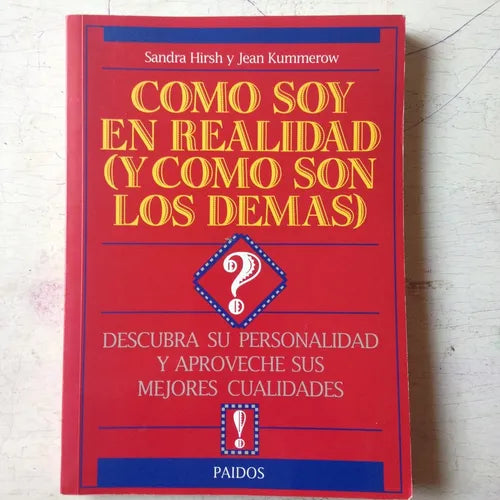 Sandra Hirsh y Jean Kummerow
COMO SOY
EN REALIDAD
(Y COMO SON
LOS DEMAS)
?
DESCUBRA SU PERSONALIDAD
Y APROVECHE SUS
MEJORES CUALIDADES
!
PAIDOS